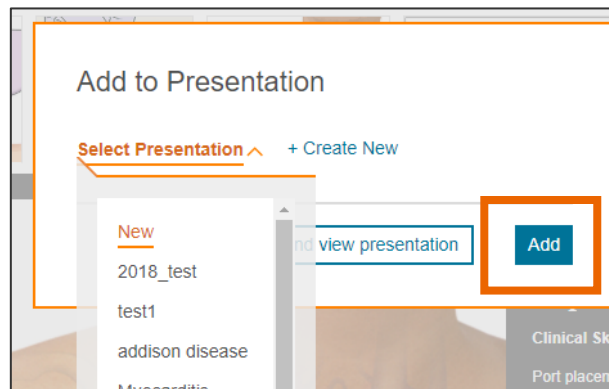 Add to Presentation
Select Presentation + Create New
New
nd view presentation
Add
2018_test
test1
addison disease
Myocarditis
Clinical Sk
Port placen